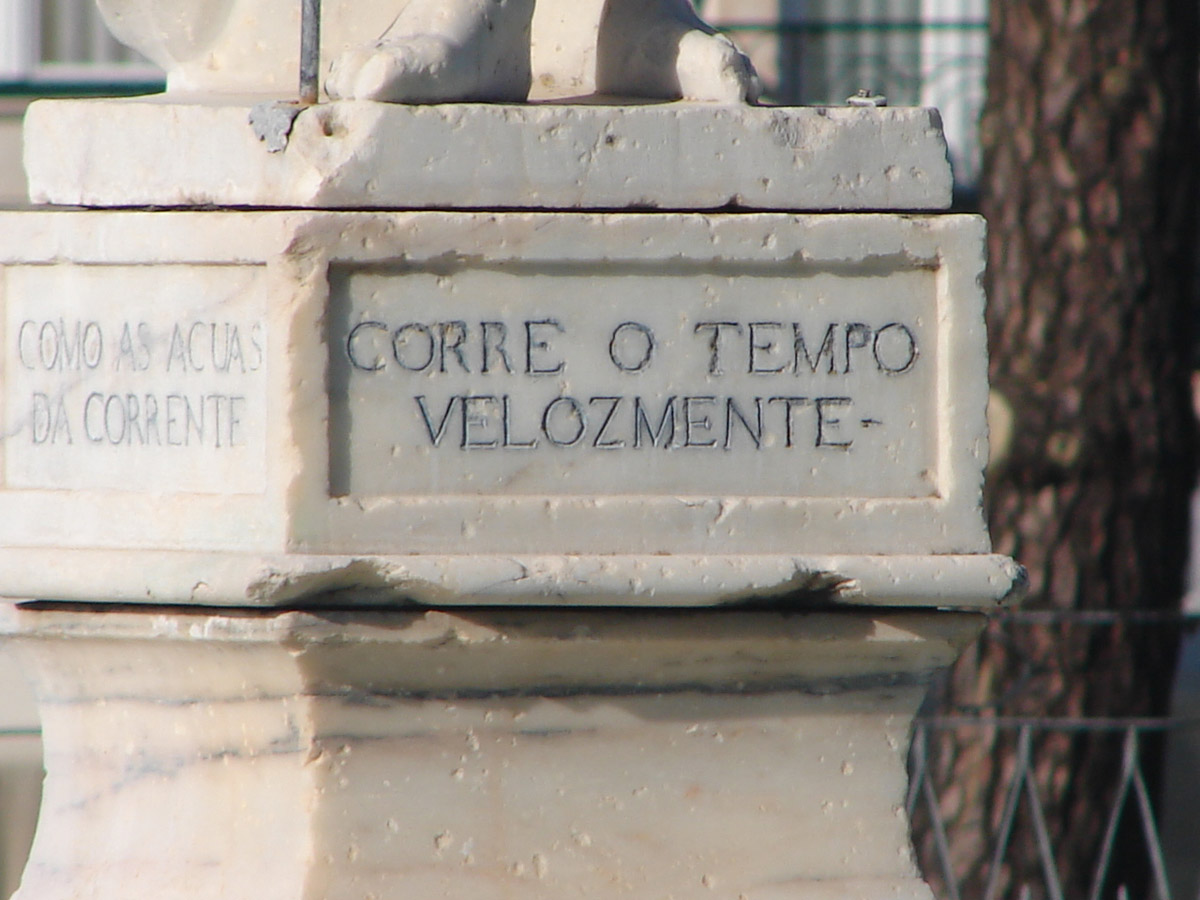 COMO AS ACUAS
DA CORRENTE
CORRE O TEMPO
VELOZMENTE-